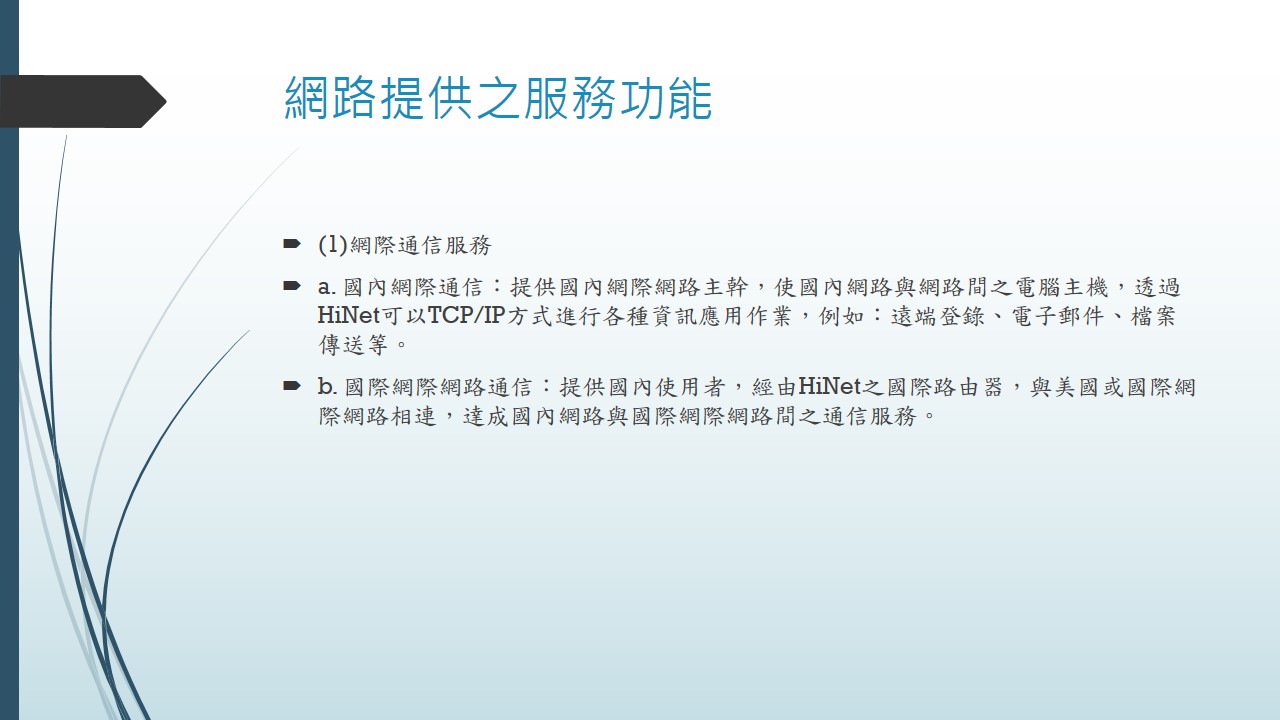 網路提供之服務功能
(1)網際通信服務
a. 國內網際通信：提供國內網際網路主幹，使國內網路與網路間之電腦主機，透過
HiNet可以TCP/IP方式進行各種資訊應用作業，例如：遠端登錄、電子郵件、檔案
傳送等。
b. 國際網際網路通信：提供國內使用者，經由HiNet之國際路由器，與美國或國際網
際網路相連，達成國內網路與國際網際網路間之通信服務。